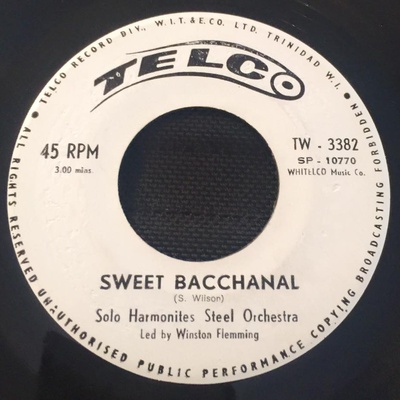 TELCO RECORD DIV., W.I.T. & E. CO. LTD., TRINIDAD W.I.
TELCO
45 RPM
3.00 mins.
TW - 3382
SP - 10770
WHITELCO Music Co.
SWEET BACCHANAL
(S. Wilson)
Solo Harmonites Steel Orchestra
Led by Winston Flemming
• ALL RIGHTS RESERVED UNAUTHORISED PUBLIC PERFORMANCE BROADCASTING COPYING FORBIDDEN •